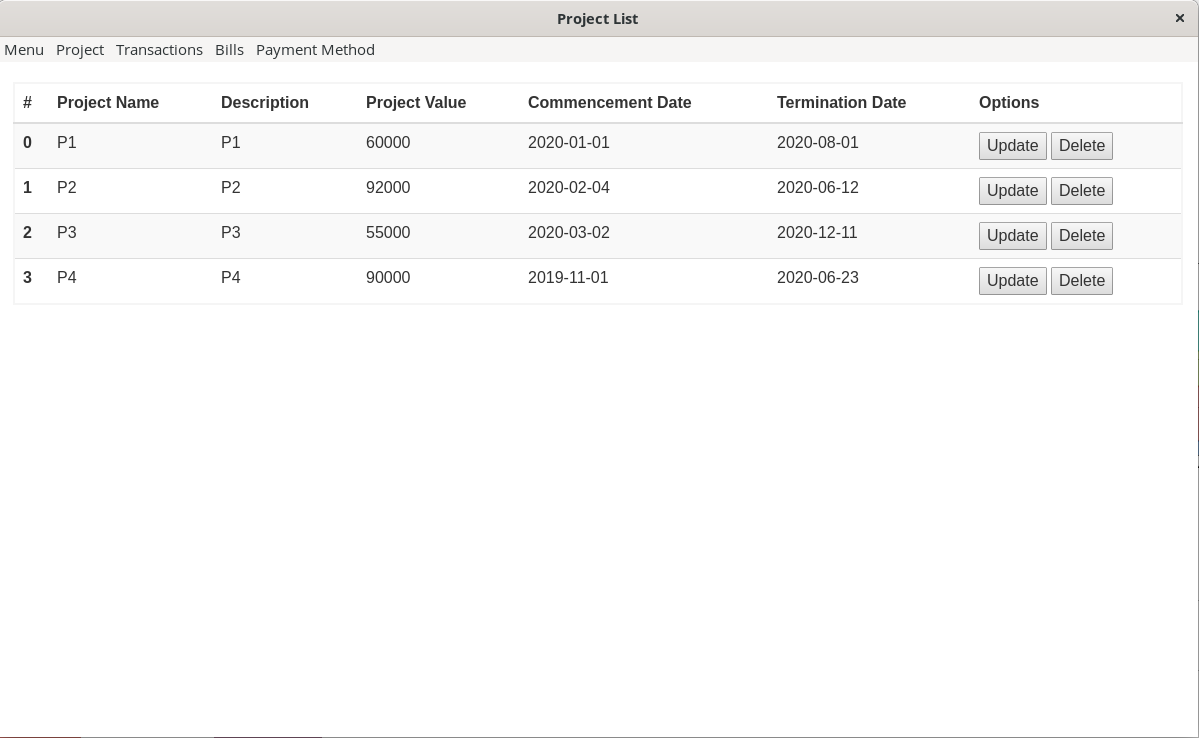 Project List ×
Menu Project Transactions Bills Payment Method
# Project Name Description Project Value Commencement Date Termination Date Options
0 P1 P1 60000 2020-01-01 2020-08-01 Update Delete
1 P2 P2 92000 2020-02-04 2020-06-12 Update Delete
2 P3 P3 55000 2020-03-02 2020-12-11 Update Delete
3 P4 P4 90000 2019-11-01 2020-06-23 Update Delete